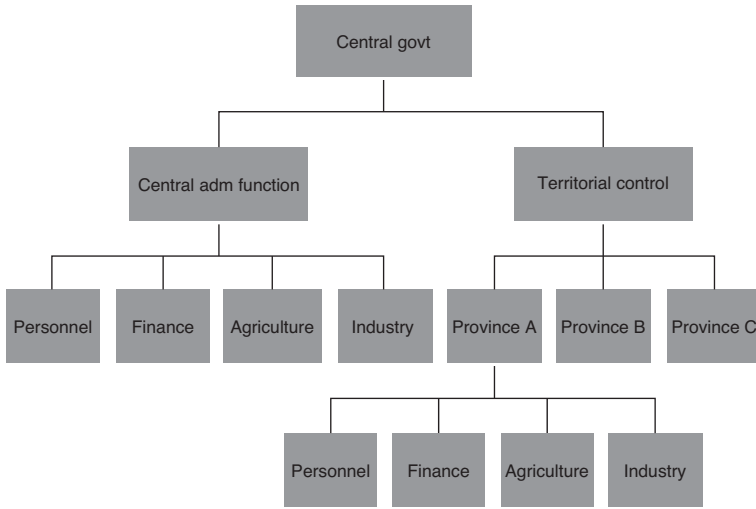 Central govt
Central adm function
Territorial control
Personnel
Finance
Agriculture
Industry
Province A
Province B
Province C
Personnel
Finance
Agriculture
Industry